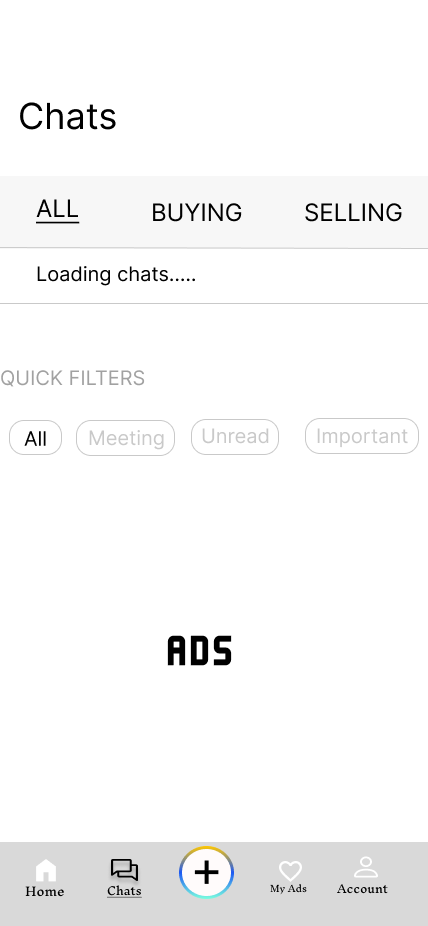 Chats
ALL BUYING SELLING
Loading chats.....
QUICK FILTERS
All Meeting Unread Important
ADS
Home Chats My Ads Account